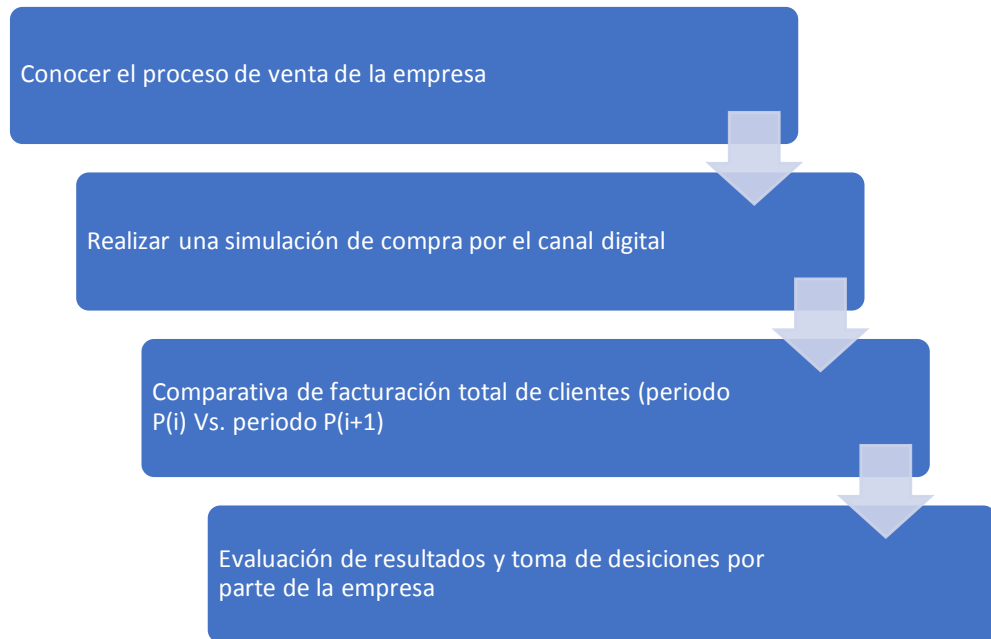 Conocer el proceso de venta de la empresa
Realizar una simulación de compra por el canal digital
Comparativa de facturación total de clientes (periodo
P(i) Vs. periodo P(i+1)
Evaluación de resultados y toma de desiciones por
parte de la empresa